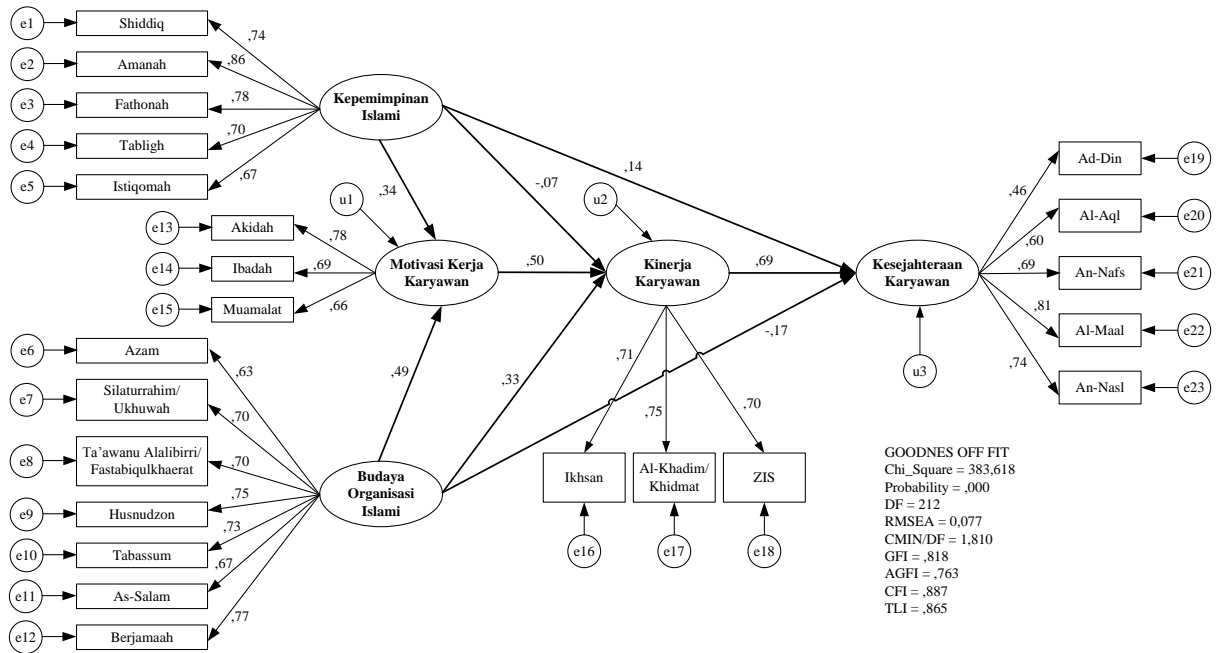 e1
Shiddiq
,74
e2
Amanah
,86
e3
Fathonah
,78
e4
Tabligh
,70
e5
Istiqomah
,67
Kepemimpinan
Islami
,34
-,07
,14
u1
u2
e13
Akidah
,78
e14
Ibadah
,69
e15
Muamalat
,66
Motivasi Kerja
Karyawan
,50
Kinerja
Karyawan
,69
Kesejahteraan
Karyawan
u3
Ad-Din
e19
,46
Al-Aql
e20
,60
An-Nafs
e21
,69
Al-Maal
e22
,81
An-Nasl
e23
,74
e6
Azam
,63
e7
Silaturrahim/
Ukhuwah
,70
e8
Ta’awanu Alalibirri/
Fastabiqulkhaerat
,70
e9
Husnudzon
,75
e10
Tabassum
,73
e11
As-Salam
,67
e12
Berjamaah
,77
Budaya
Organisasi
Islami
,49
,33
-,17
,71
,75
,70
Ikhsan
Al-Khadim/
Khidmat
ZIS
e16
e17
e18
GOODNES OFF FIT
Chi_Square = 383,618
Probability = ,000
DF = 212
RMSEA = 0,077
CMIN/DF = 1,810
GFI = ,818
AGFI = ,763
CFI = ,887
TLI = ,865